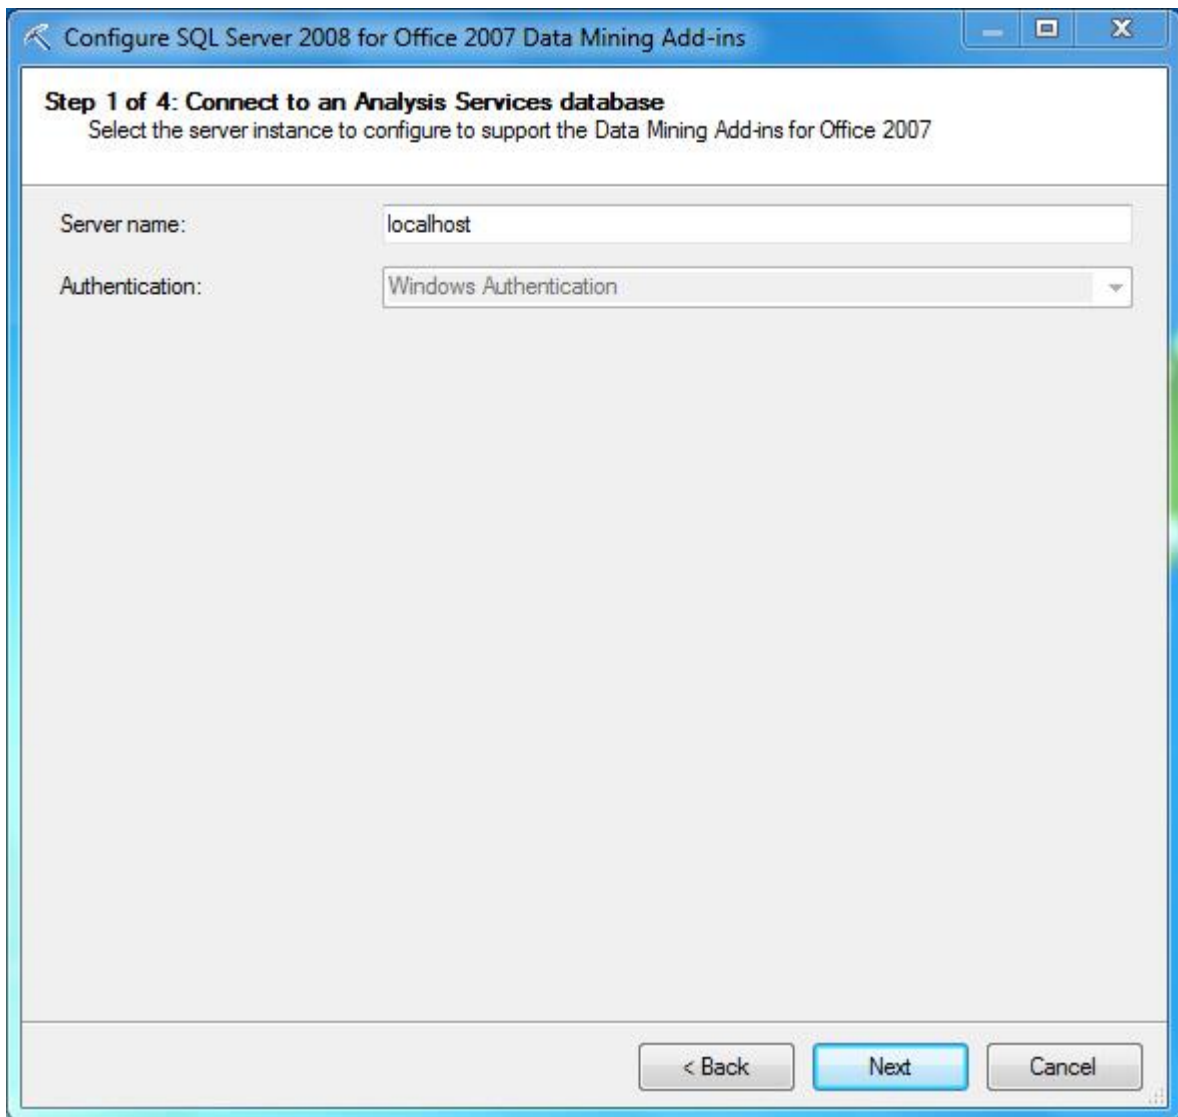 Configure SQL Server 2008 for Office 2007 Data Mining Add-ins
Step 1 of 4: Connect to an Analysis Services database
Select the server instance to configure to support the Data Mining Add-ins for Office 2007
Server name: localhost
Authentication: Windows Authentication
< Back Next Cancel